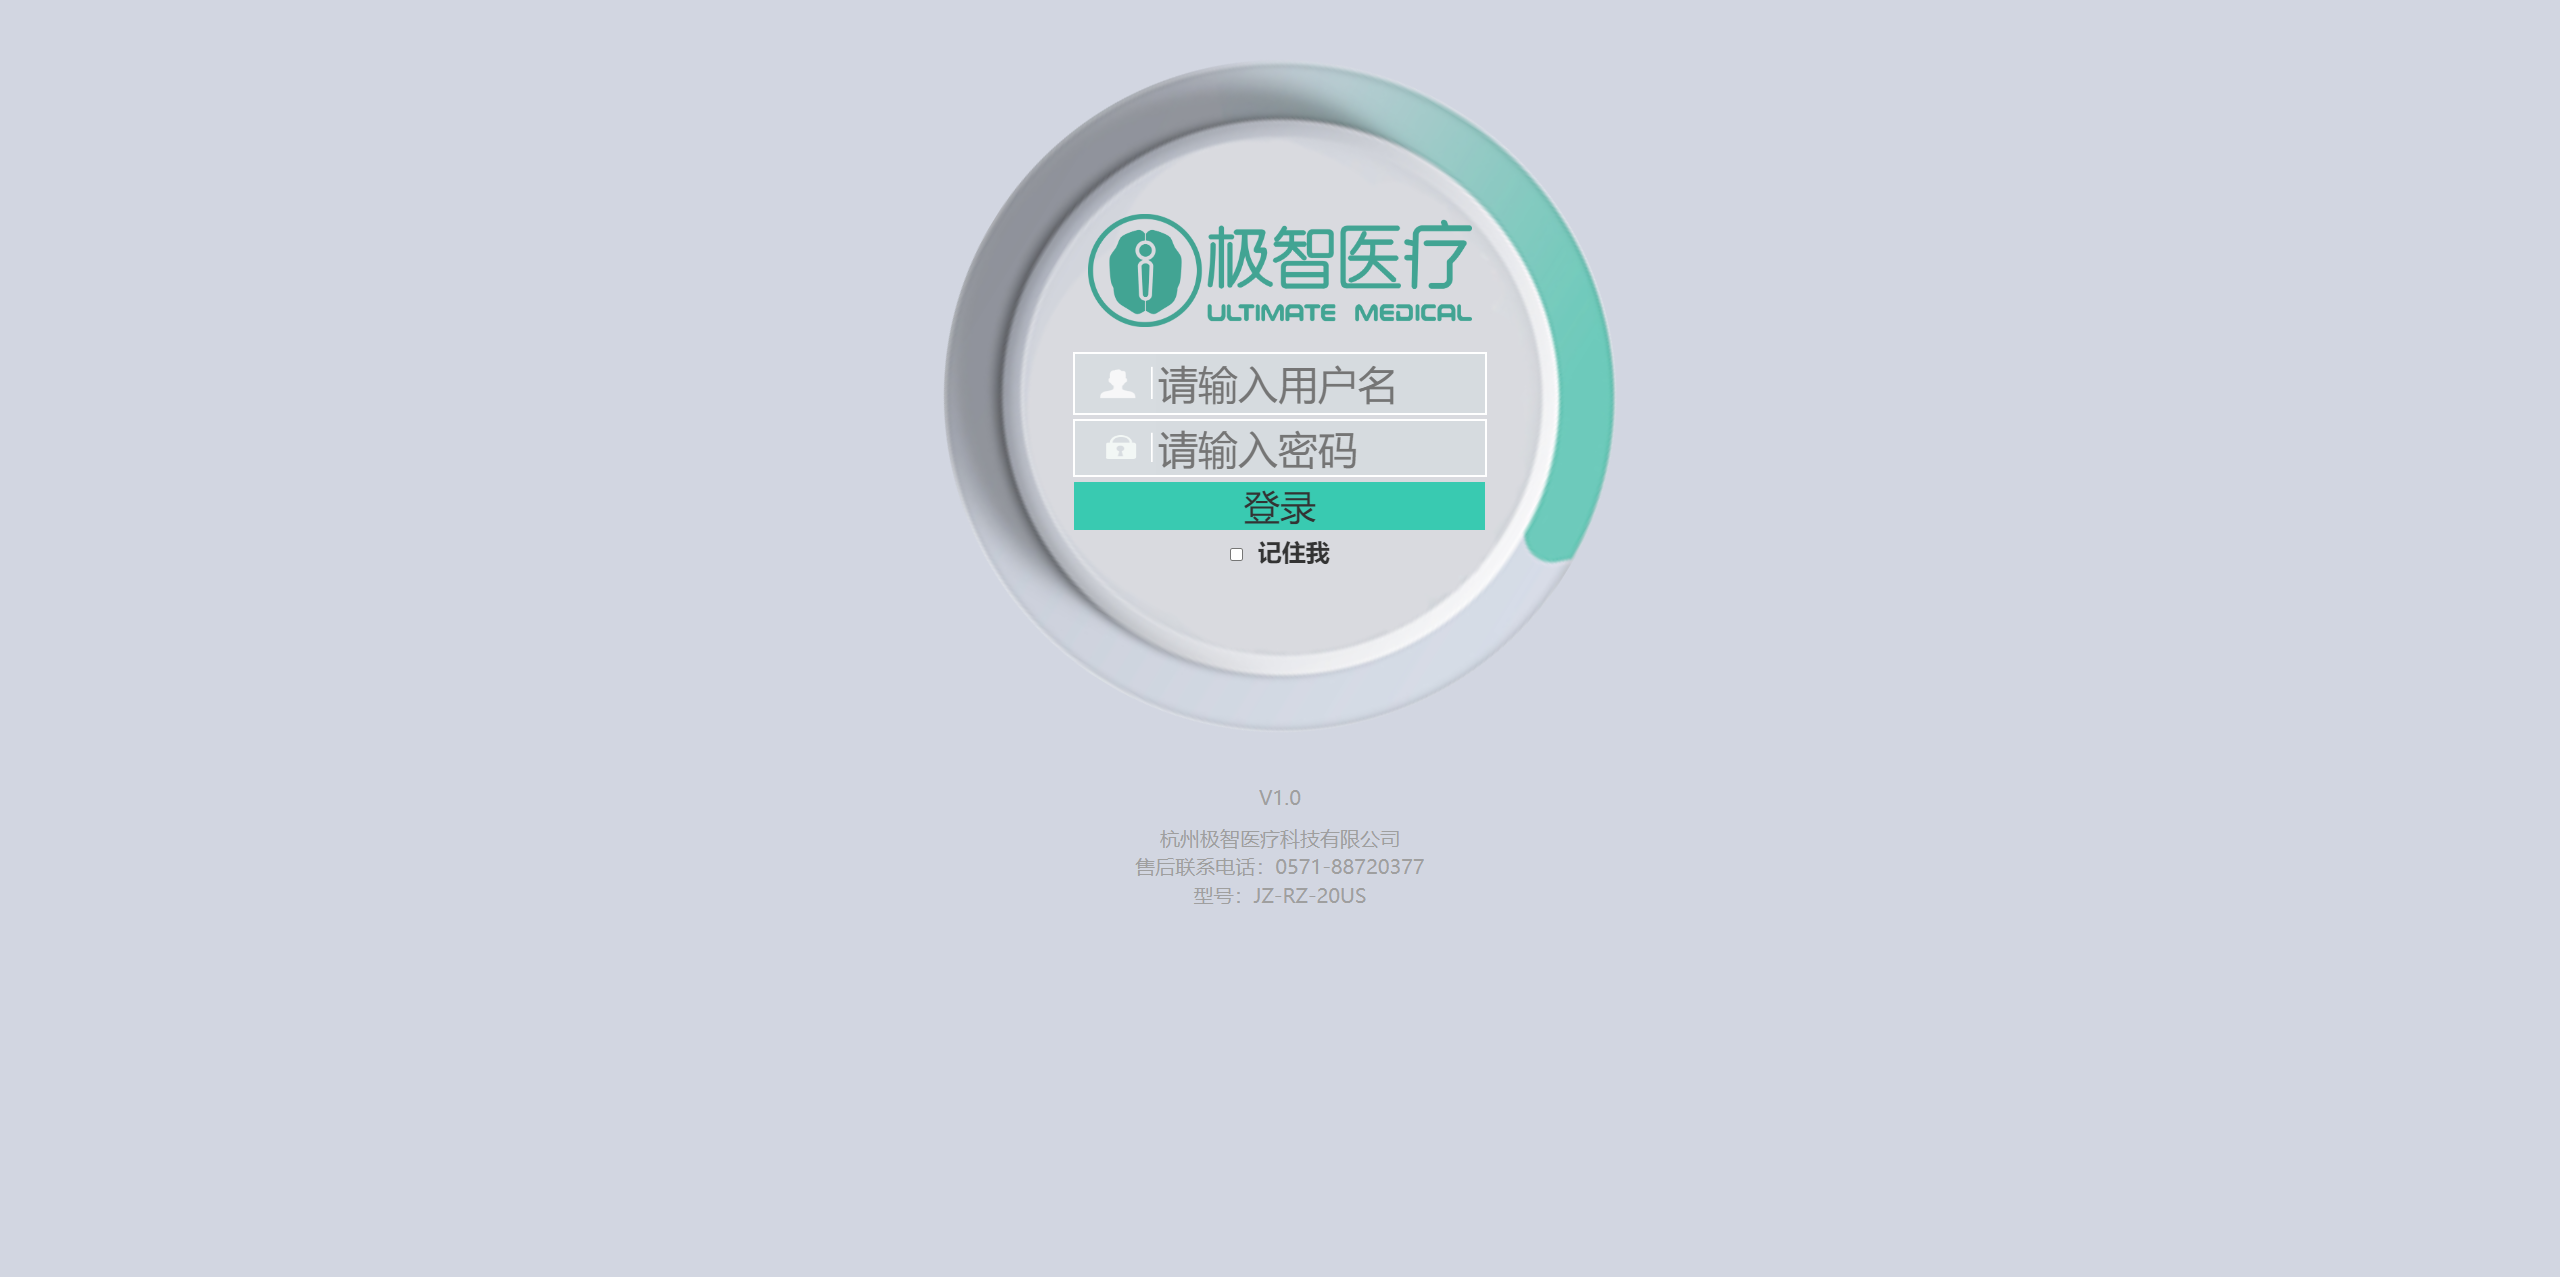 极智医疗
ULTIMATE MEDICAL
请输入用户名
请输入密码
登录
记住我
V1.0
杭州极智医疗科技有限公司
售后联系电话：0571-88720377
型号：JZ-RZ-20US